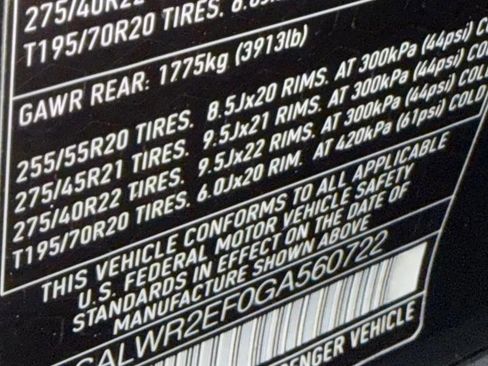 275/40R22
T195/70R20 TIRES.
GAWR REAR: 1775kg (3913lb)
255/55R20 TIRES. 8.5Jx20 RIMS. AT 300kPa (44psi)
275/45R21 TIRES. 9.5Jx21 RIMS. AT 300kPa (44psi)
275/40R22 TIRES. 9.5Jx22 RIMS. AT 300kPa (44psi) COLD
T195/70R20 TIRES. 6.0Jx20 RIM. AT 420kPa (61psi) COLD
THIS VEHICLE CONFORMS TO ALL APPLICABLE
U.S. FEDERAL MOTOR VEHICLE SAFETY
STANDARDS IN EFFECT ON THE DATE OF
MANUFACTURE SHOWN ABOVE
SALWR2EF0GA560722
ENGER VEHICLE